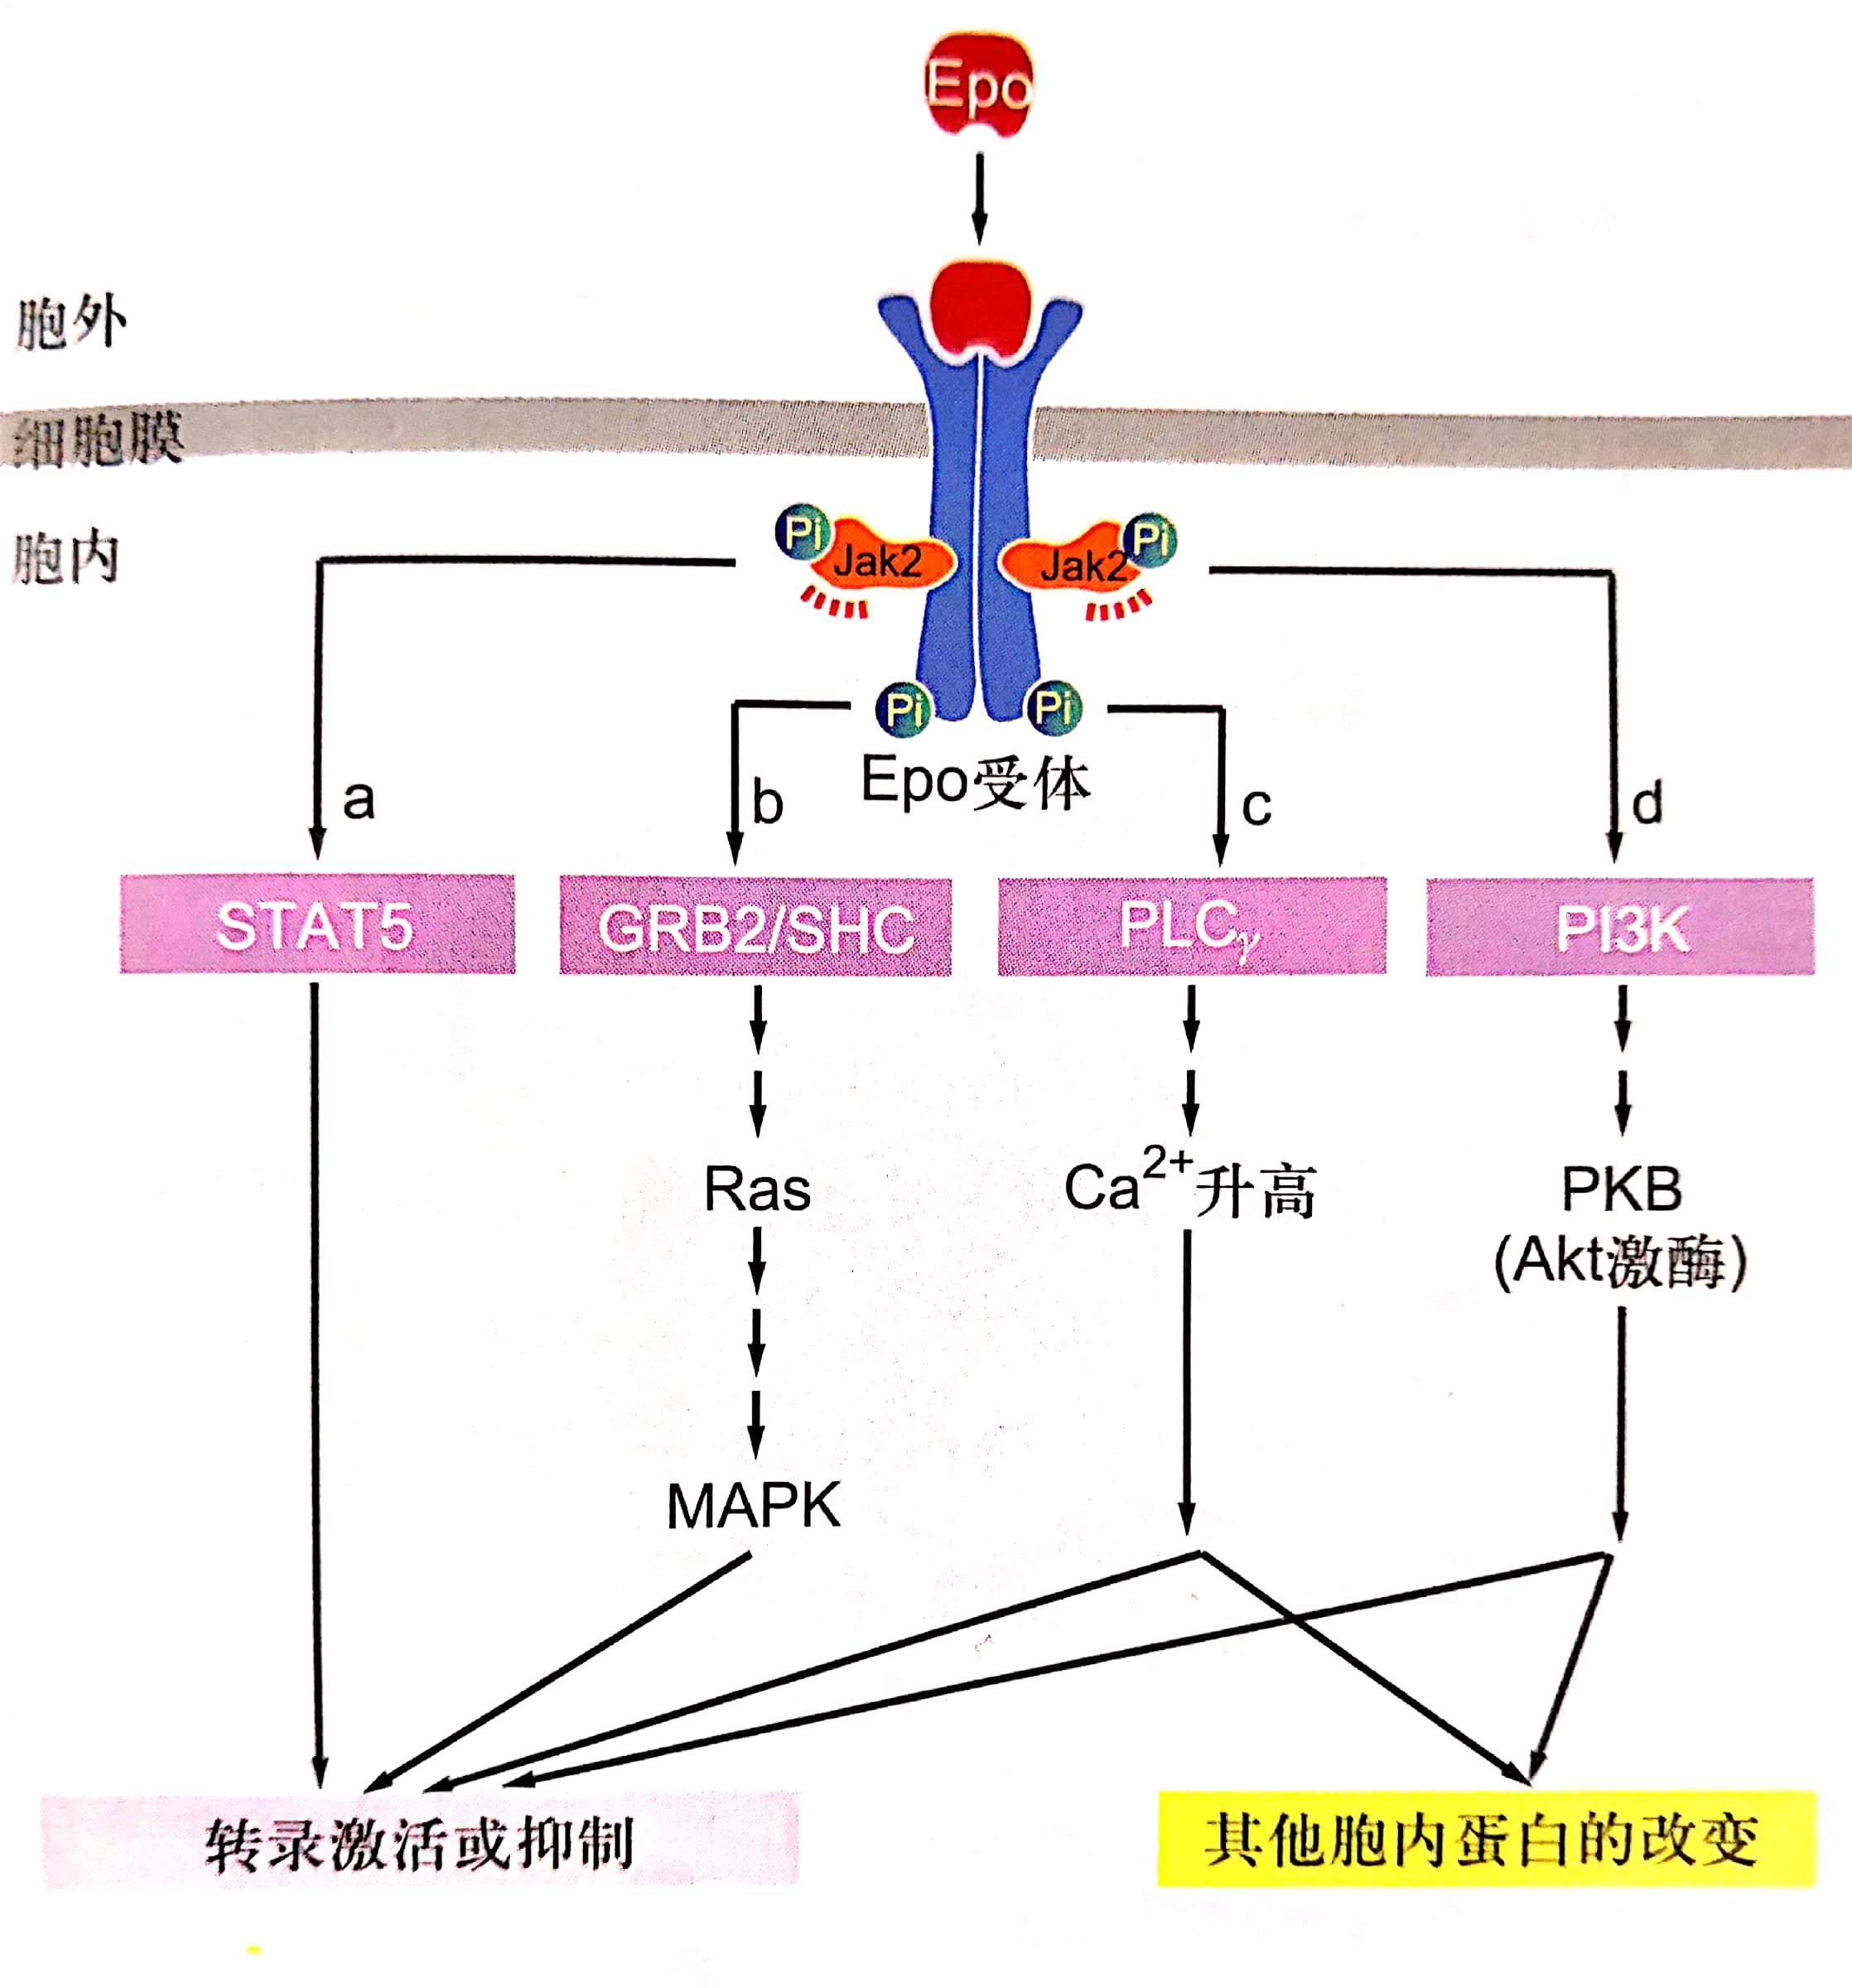 Epo
胞外
细胞膜
胞内
Pi
Jak2
Jak2
Pi
Pi
Pi
Epo受体
a
b
c
d
STAT5
GRB2/SHC
PLCγ
PI3K
Ras
Ca²⁺升高
PKB
(Akt激酶)
MAPK
转录激活或抑制
其他胞内蛋白的改变